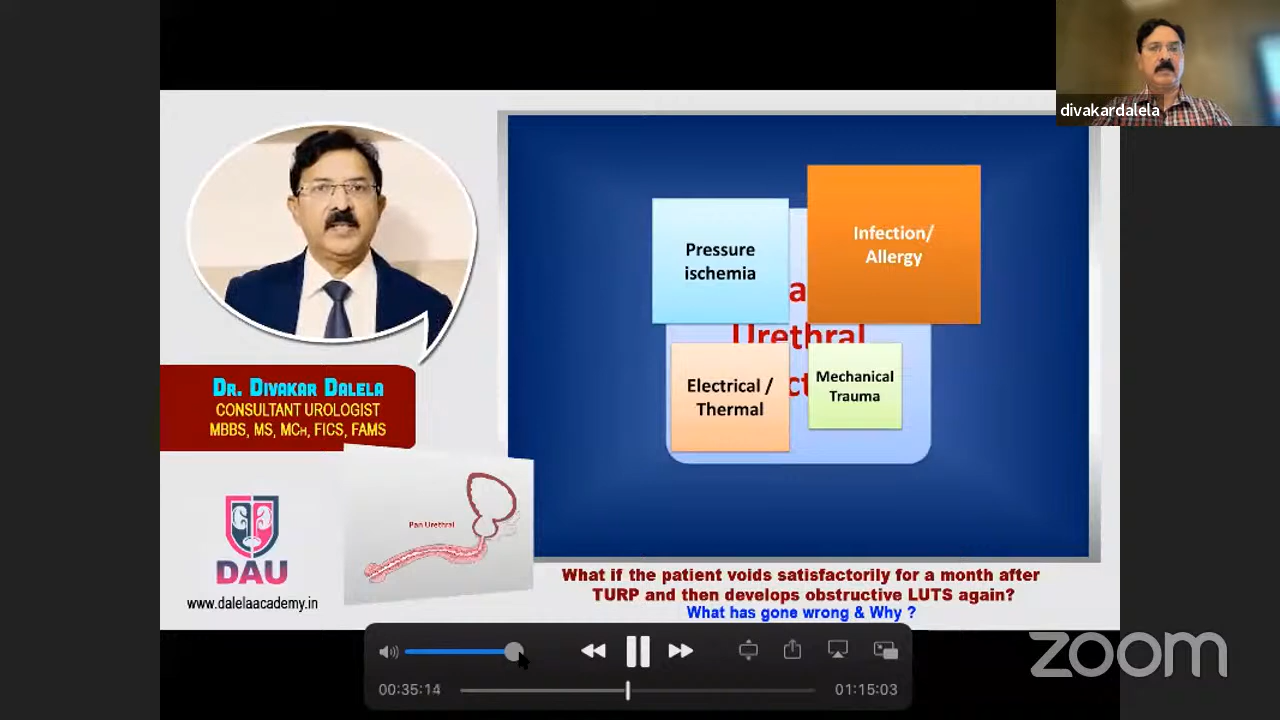 divakardalela
Pressure
ischemia
Infection/
Allergy
Urethral
Electrical /
Thermal
Mechanical
Trauma
DR. DIVAKAR DALELA
CONSULTANT UROLOGIST
MBBS, MS, MCH, FICS, FAMS
Pan Urethral
DAU
www.dalelaacademy.in
What if the patient voids satisfactorily for a month after
TURP and then develops obstructive LUTS again?
What has gone wrong & Why ?
zoom
00:35:14
01:15:03